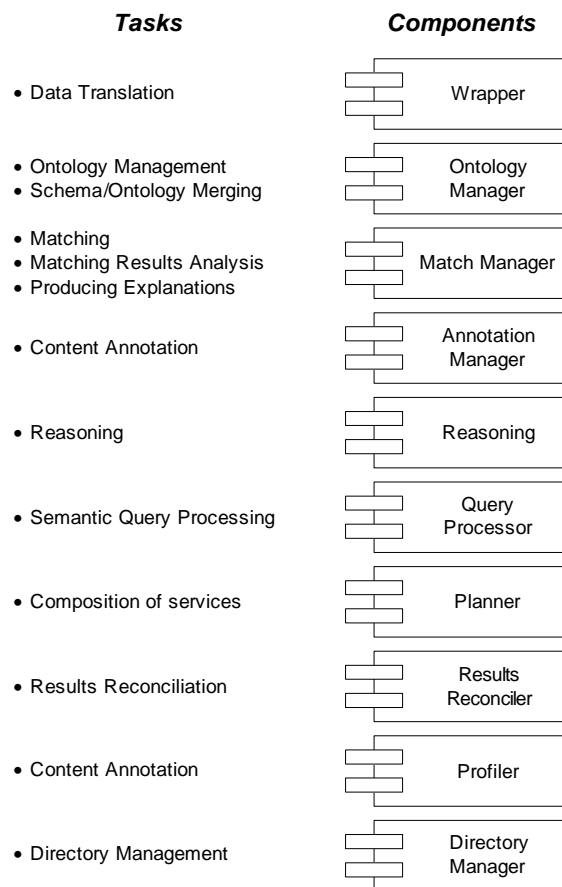 Tasks Components
• Data Translation
Wrapper
• Ontology Management
• Schema/Ontology Merging
Ontology
Manager
• Matching
• Matching Results Analysis
• Producing Explanations
Match Manager
• Content Annotation
Annotation
Manager
• Reasoning
Reasoning
• Semantic Query Processing
Query
Processor
• Composition of services
Planner
• Results Reconciliation
Results
Reconciler
• Content Annotation
Profiler
• Directory Management
Directory
Manager